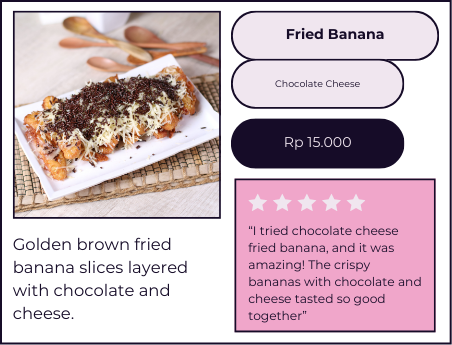 Fried Banana
Chocolate Cheese
Rp 15.000
“I tried chocolate cheese
fried banana, and it was
amazing! The crispy
bananas with chocolate and
cheese tasted so good
together”
Golden brown fried
banana slices layered
with chocolate and
cheese.